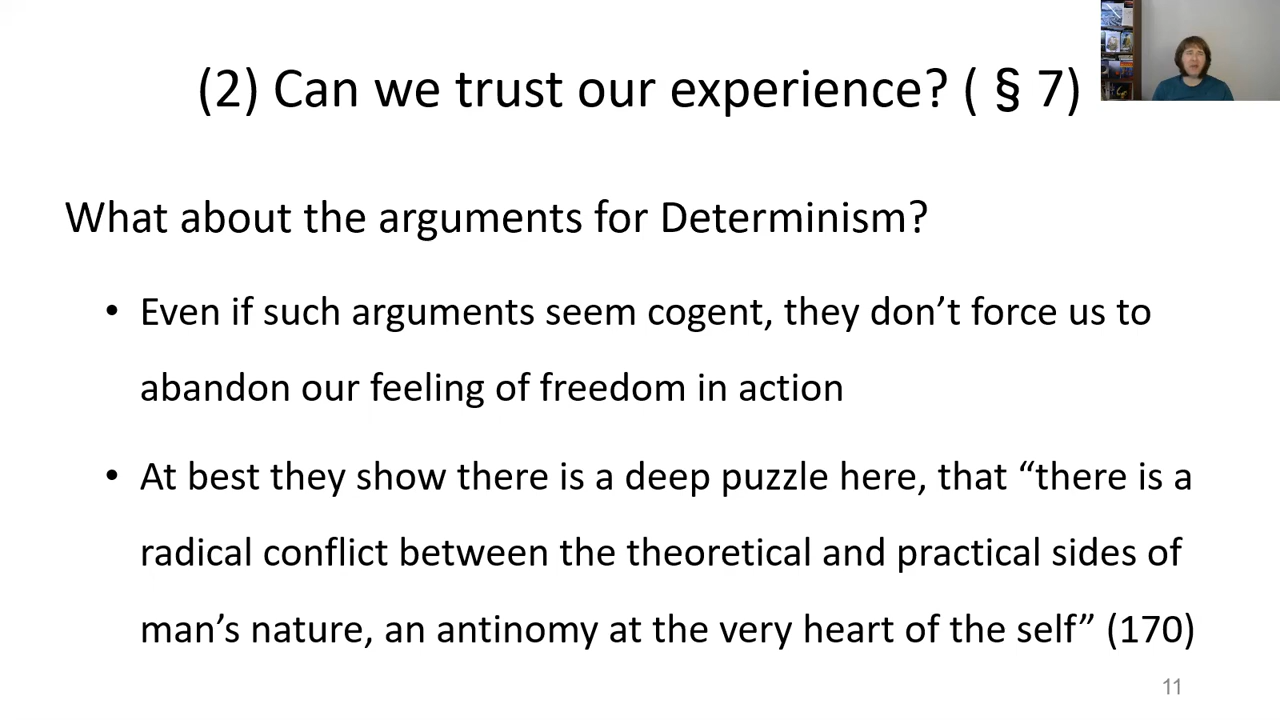 (2) Can we trust our experience? ( § 7)
What about the arguments for Determinism?
• Even if such arguments seem cogent, they don’t force us to
abandon our feeling of freedom in action
• At best they show there is a deep puzzle here, that “there is a
radical conflict between the theoretical and practical sides of
man’s nature, an antinomy at the very heart of the self” (170)
11